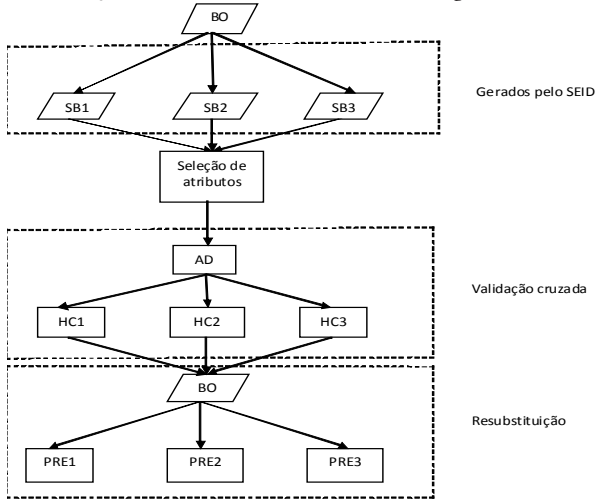 BO
SB1
SB2
SB3
Gerados pelo SEID
Seleção de
atributos
AD
HC1
HC2
HC3
Validação cruzada
BO
Resubstituição
PRE1
PRE2
PRE3